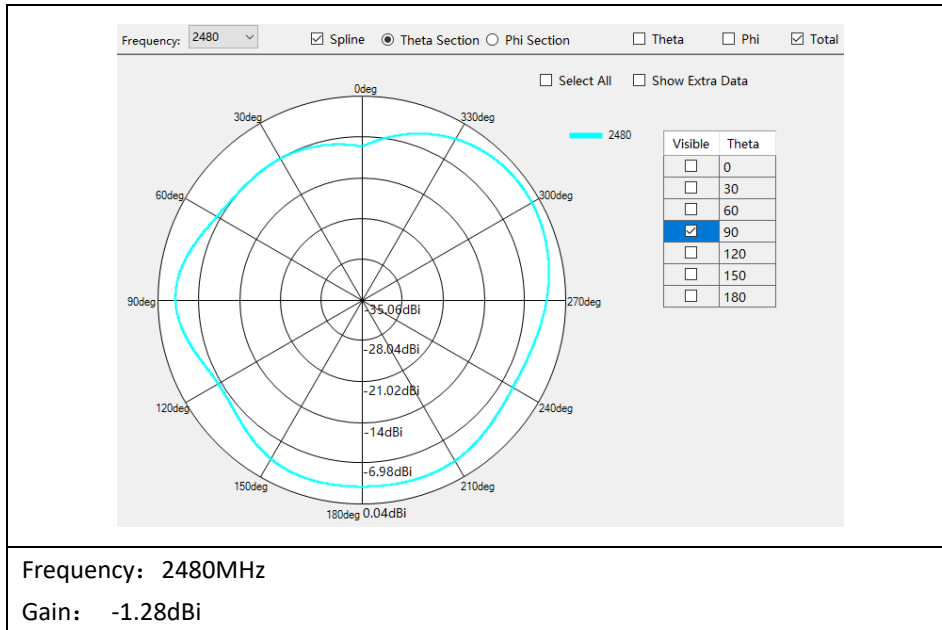 Frequency: 2480 Spline Theta Section Phi Section Theta Phi Total
Select All Show Extra Data
0deg
30deg 330deg
2480
Visible Theta
0
30
60
90
120
150
180
60deg 300deg
90deg 270deg
-35.06dBi
-28.04dBi
-21.02dBi
120deg 240deg
-14dBi
-6.98dBi
150deg 210deg
180deg 0.04dBi
Frequency：2480MHz
Gain： -1.28dBi